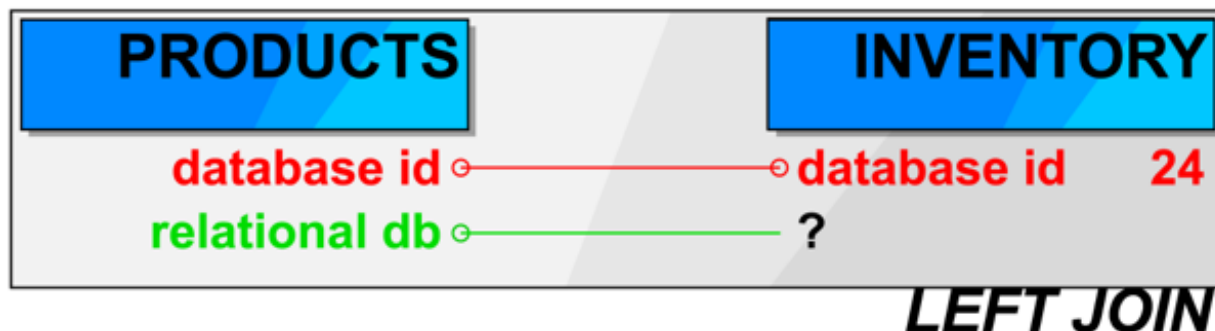 PRODUCTS INVENTORY
database id database id 24
relational db ?
LEFT JOIN